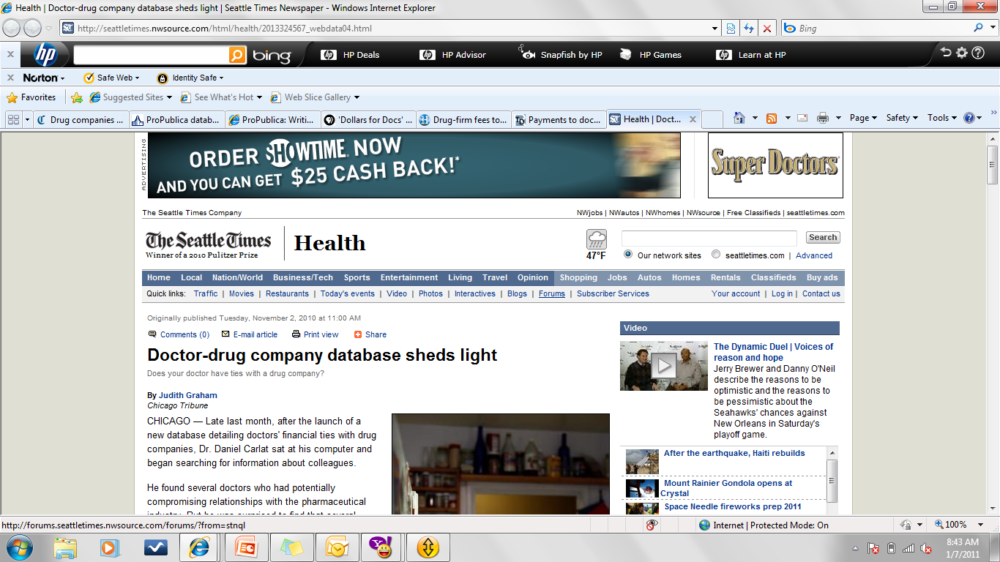 Health | Doctor-drug company database sheds light | Seattle Times Newspaper - Windows Internet Explorer
http://seattletimes.nwsource.com/html/health/2013324567_webdata04.html
Bing
hp bing HP Deals HP Advisor Snapfish by HP HP Games Learn at HP
Norton Safe Web Identity Safe
Favorites Suggested Sites See What's Hot Web Slice Gallery
Drug companies ... ProPublica datab... ProPublica: Writi... 'Dollars for Docs' ... Drug-firm fees to... Payments to doc... Health | Doct... Page Safety Tools
ADVERTISING
ORDER SHOWTIME NOW
AND YOU CAN GET $25 CASH BACK!*
Super Doctors
The Seattle Times Company
NWjobs | NWautos | NWhomes | NWsource | Free Classifieds | seattletimes.com
The Seattle Times
Winner of a 2010 Pulitzer Prize
Health
47°F
Search
Our network sites seattletimes.com | Advanced
Home Local Nation/World Business/Tech Sports Entertainment Living Travel Opinion Shopping Jobs Autos Homes Rentals Classifieds Buy ads
Quick links: Traffic | Movies | Restaurants | Today's events | Video | Photos | Interactives | Blogs | Forums | Subscriber Services Your account | Log in | Contact us
Originally published Tuesday, November 2, 2010 at 11:00 AM
Comments (0) E-mail article Print view Share
Doctor-drug company database sheds light
Does your doctor have ties with a drug company?
By Judith Graham
Chicago Tribune
CHICAGO — Late last month, after the launch of a
new database detailing doctors' financial ties with drug
companies, Dr. Daniel Carlat sat at his computer and
began searching for information about colleagues.
He found several doctors who had potentially
compromising relationships with the pharmaceutical
industry. But he was surprised to find that several
Video
The Dynamic Duel | Voices of
reason and hope
Jerry Brewer and Danny O'Neil
describe the reasons to be
optimistic and the reasons to
be pessimistic about the
Seahawks' chances against
New Orleans in Saturday's
playoff game.
After the earthquake, Haiti rebuilds
Mount Rainier Gondola opens at
Crystal
Space Needle fireworks prep 2011
http://forums.seattletimes.nwsource.com/forums/?from=stnql
Internet | Protected Mode: On
100%
8:43 AM
1/7/2011